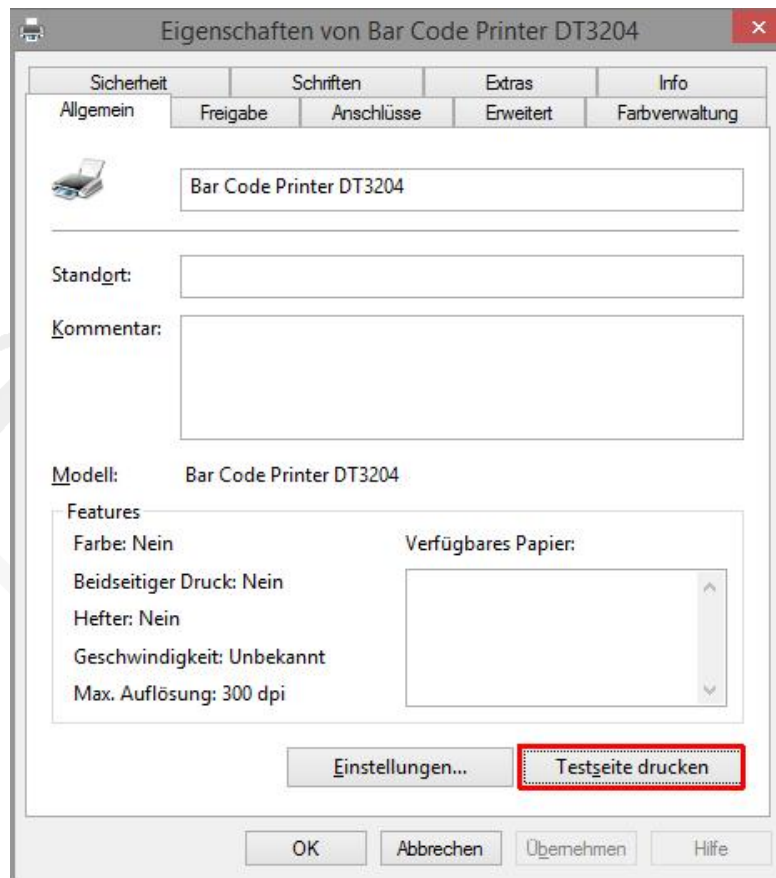 Eigenschaften von Bar Code Printer DT3204
Sicherheit Schriften Extras Info
Allgemein Freigabe Anschlüsse Erweitert Farbverwaltung
Bar Code Printer DT3204
Standort:
Kommentar:
Modell: Bar Code Printer DT3204
Features
Farbe: Nein Verfügbares Papier:
Beidseitiger Druck: Nein
Hefter: Nein
Geschwindigkeit: Unbekannt
Max. Auflösung: 300 dpi
Einstellungen... Testseite drucken
OK Abbrechen Übernehmen Hilfe